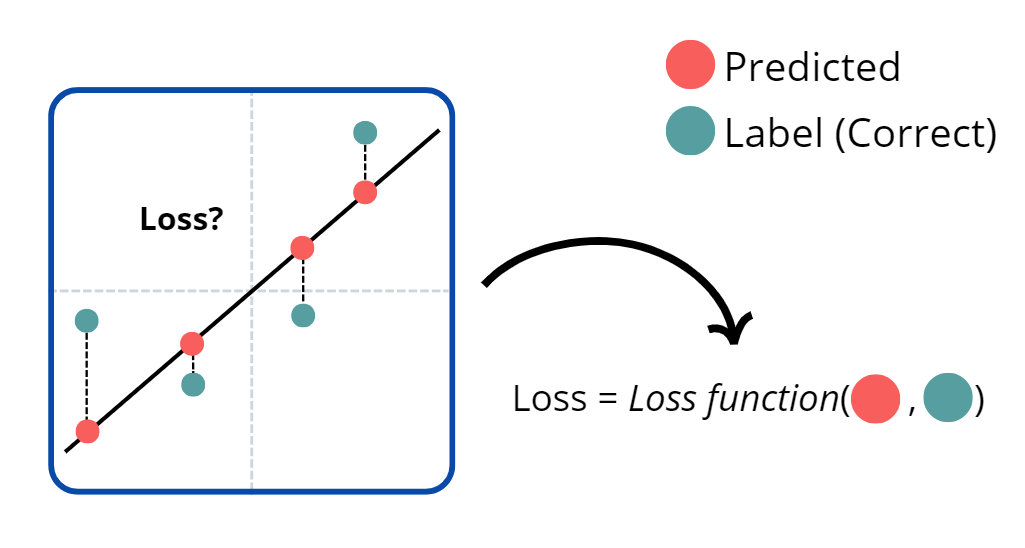 Predicted
Label (Correct)
Loss?
Loss = Loss function( , )